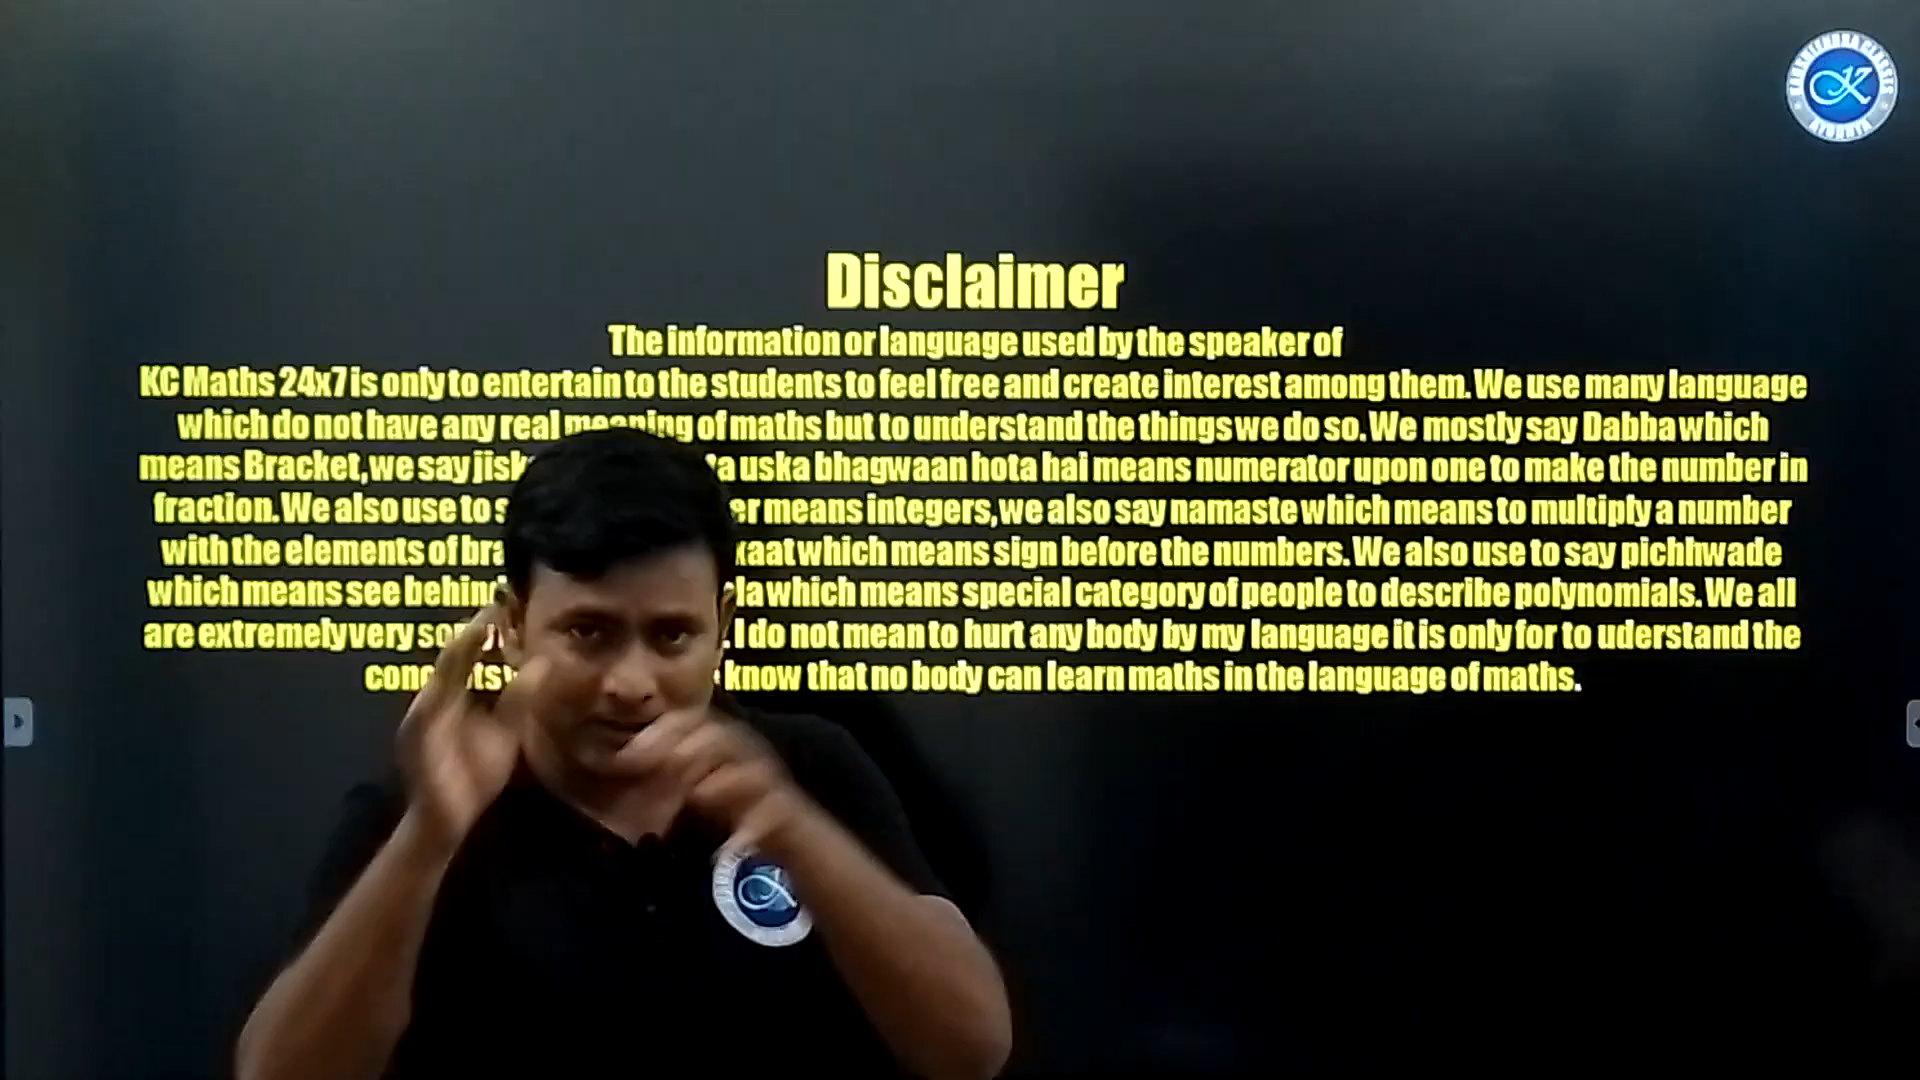 Disclaimer
The information or language used by the speaker of
KC Maths 24x7 is only to entertain to the students to feel free and create interest among them. We use many language
which do not have any real meaning of maths but to understand the things we do so. We mostly say Dabba which
means Bracket, we say uska bhagwaan hota hai means numerator upon one to make the number in
fraction. We also use to means integers, we also say namaste which means to multiply a number
with the elements of which means sign before the numbers. We also use to say pichhwade
which means see which means special category of people to describe polynomials. We all
are extremely very I do not mean to hurt any body by my language it is only for to uderstand the
know that no body can learn maths in the language of maths.
K
AYODHYA